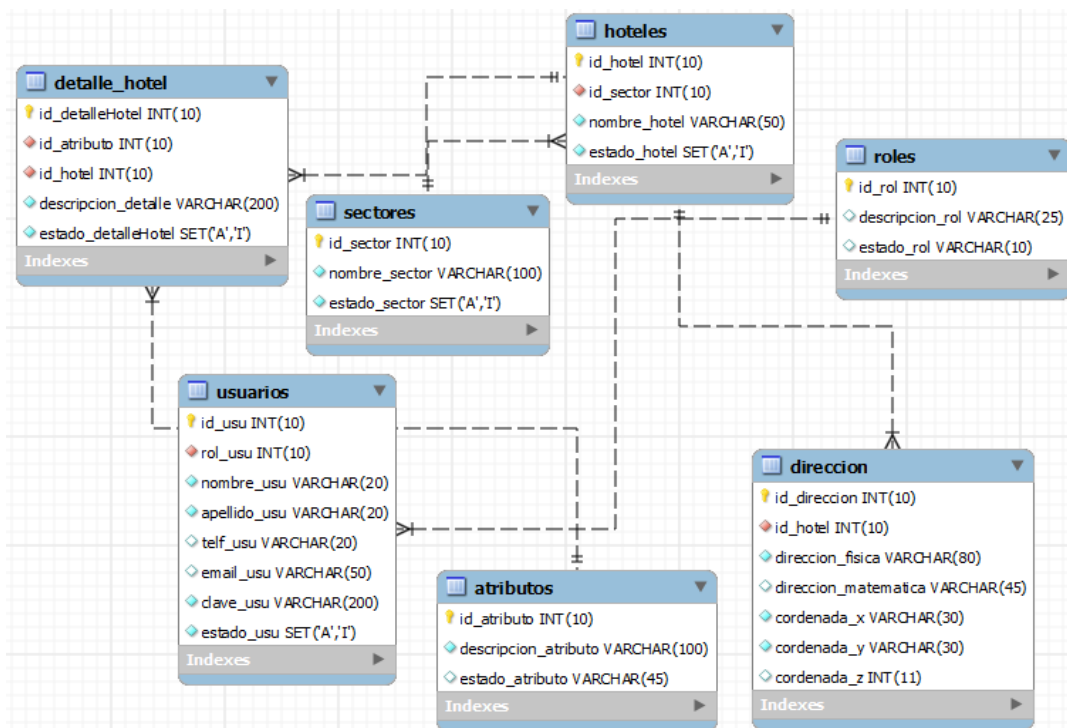 detalle_hotel
id_detalleHotel INT(10)
id_atributo INT(10)
id_hotel INT(10)
descripcion_detalle VARCHAR(200)
estado_detalleHotel SET('A','I')
Indexes
hoteles
id_hotel INT(10)
id_sector INT(10)
nombre_hotel VARCHAR(50)
estado_hotel SET('A','I')
Indexes
roles
id_rol INT(10)
descripcion_rol VARCHAR(25)
estado_rol VARCHAR(10)
Indexes
sectores
id_sector INT(10)
nombre_sector VARCHAR(100)
estado_sector SET('A','I')
Indexes
usuarios
id_usu INT(10)
rol_usu INT(10)
nombre_usu VARCHAR(20)
apellido_usu VARCHAR(20)
telf_usu VARCHAR(20)
email_usu VARCHAR(50)
clave_usu VARCHAR(200)
estado_usu SET('A','I')
Indexes
atributos
id_atributo INT(10)
descripcion_atributo VARCHAR(100)
estado_atributo VARCHAR(45)
Indexes
direccion
id_direccion INT(10)
id_hotel INT(10)
direccion_fisica VARCHAR(80)
direccion_matematica VARCHAR(45)
cordenada_x VARCHAR(30)
cordenada_y VARCHAR(30)
cordenada_z INT(11)
Indexes